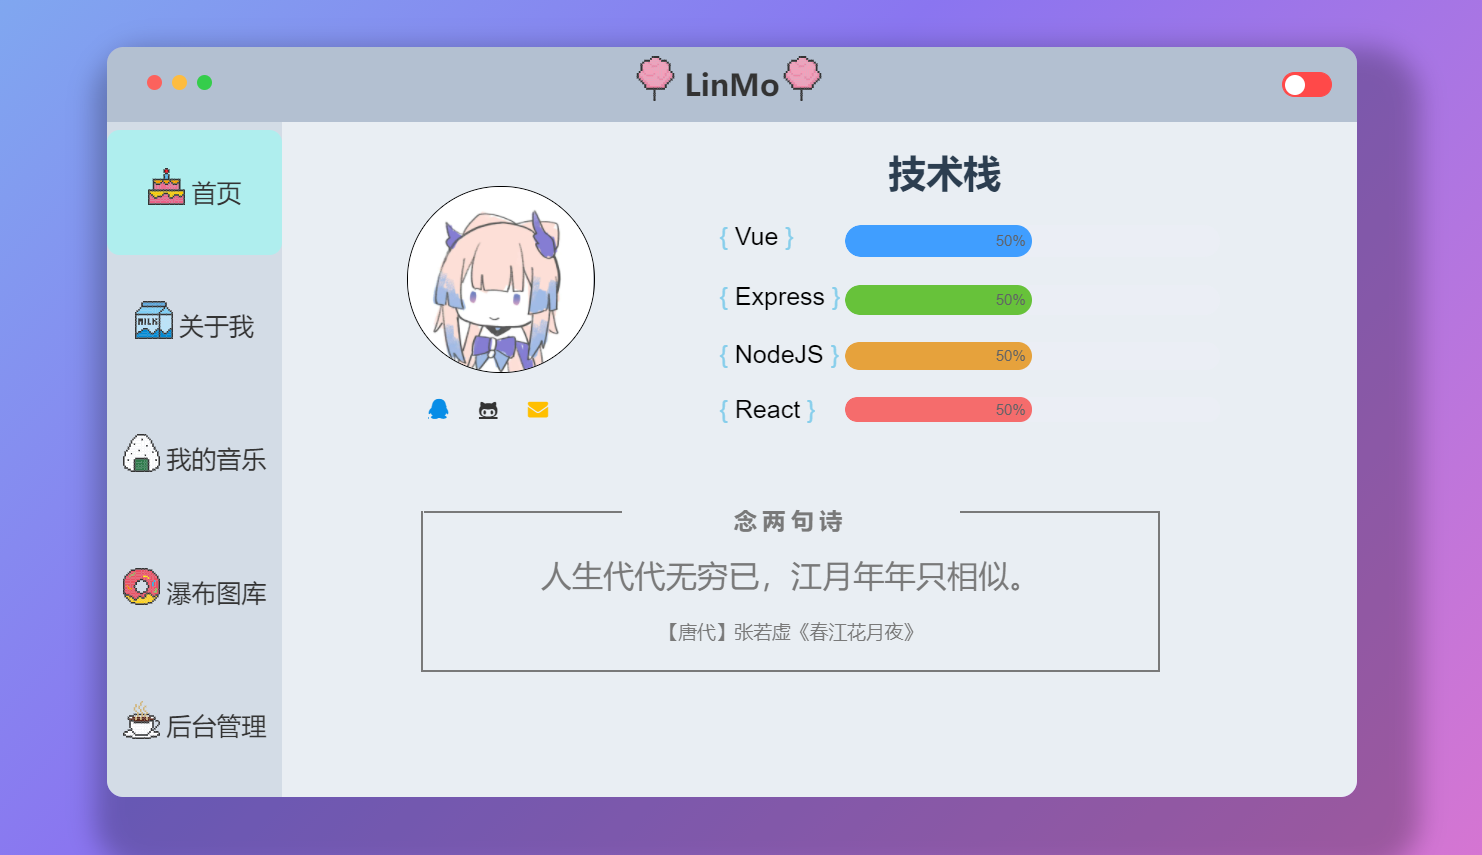 LinMo
首页
关于我
我的音乐
瀑布图库
后台管理
技术栈
{ Vue } 50%
{ Express } 50%
{ NodeJS } 50%
{ React } 50%
念两句诗
人生代代无穷已，江月年年只相似。
【唐代】张若虚《春江花月夜》
MILK